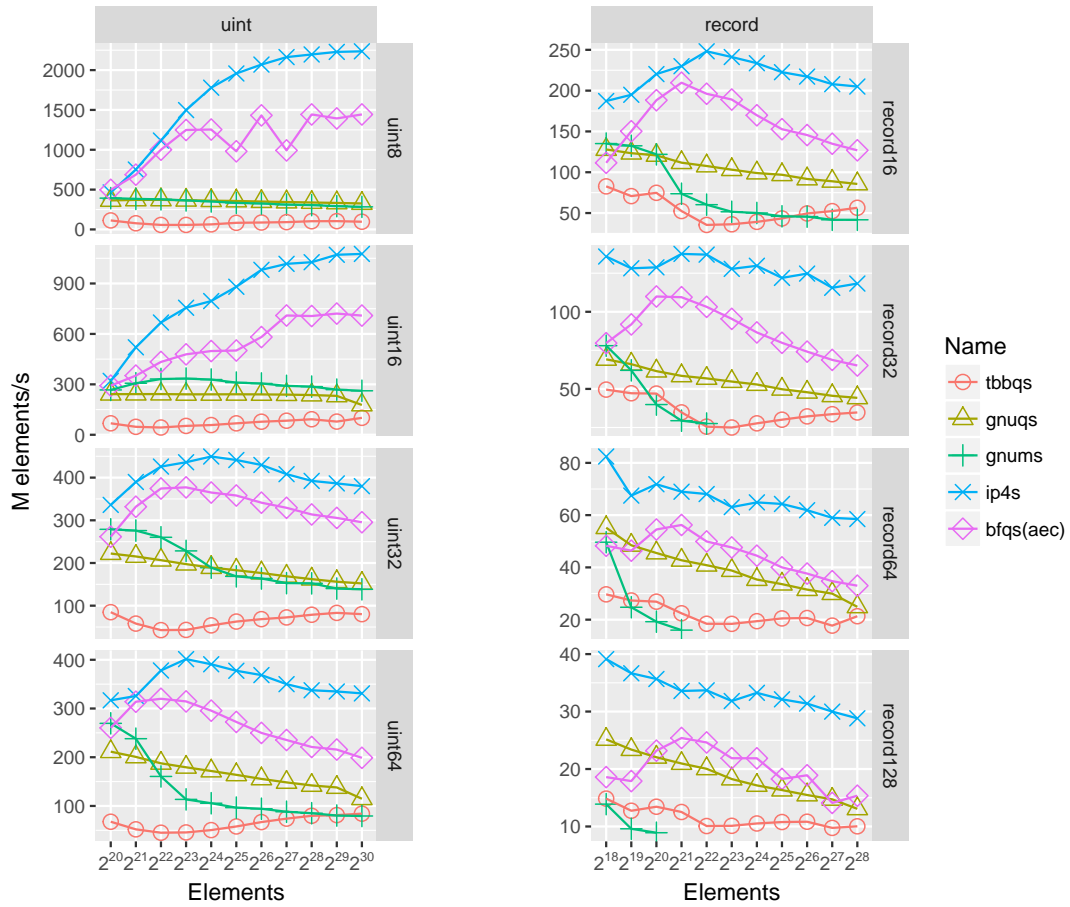 uint
record
2000
1500
1000
500
0
uint8
250
200
150
100
50
record16
900
600
300
0
uint16
100
50
record32
400
300
200
100
uint32
80
60
40
20
record64
400
300
200
100
uint64
40
30
20
10
record128
M elements/s
2^20 2^21 2^22 2^23 2^24 2^25 2^26 2^27 2^28 2^29 2^30
Elements
2^18 2^19 2^20 2^21 2^22 2^23 2^24 2^25 2^26 2^27 2^28
Elements
Name
tbbqs
gnuqs
gnums
ip4s
bfqs(aec)